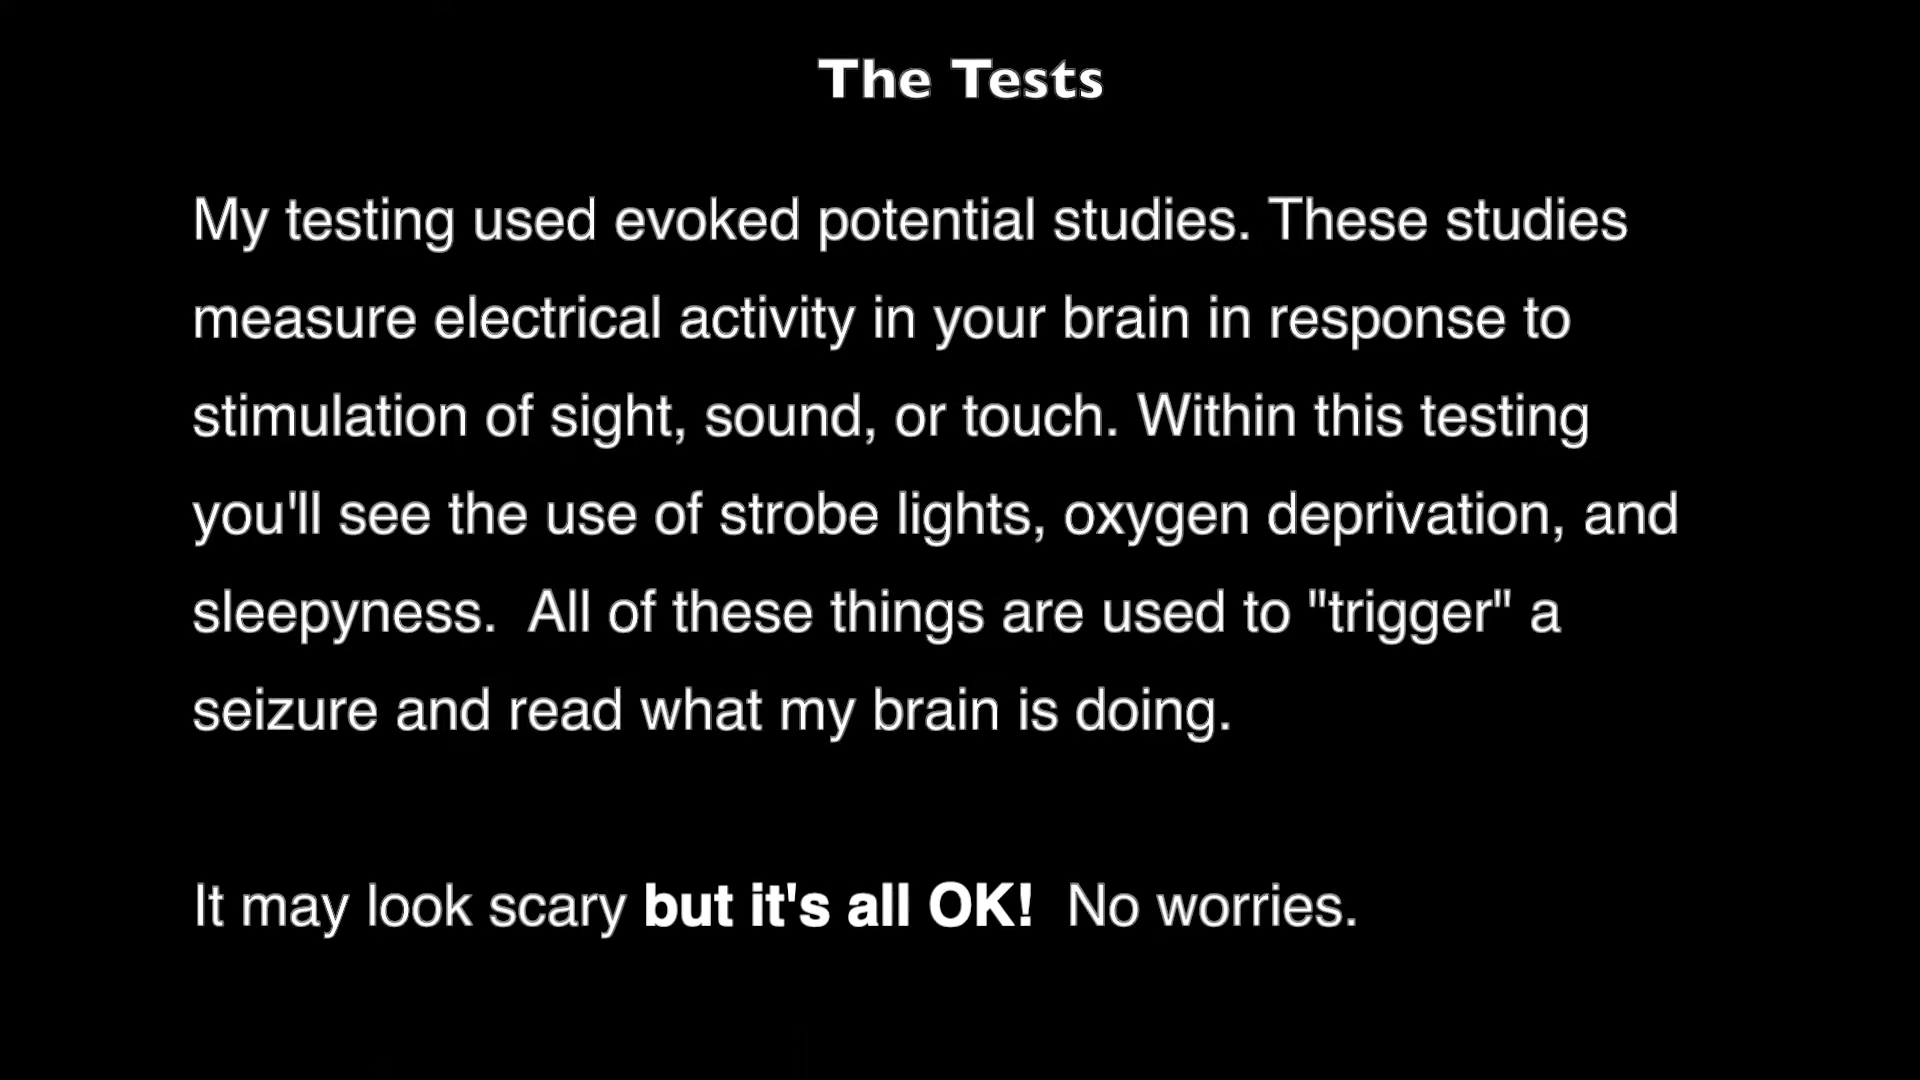 The Tests
My testing used evoked potential studies. These studies
measure electrical activity in your brain in response to
stimulation of sight, sound, or touch. Within this testing
you'll see the use of strobe lights, oxygen deprivation, and
sleepyness.  All of these things are used to "trigger" a
seizure and read what my brain is doing.
It may look scary but it's all OK!  No worries.